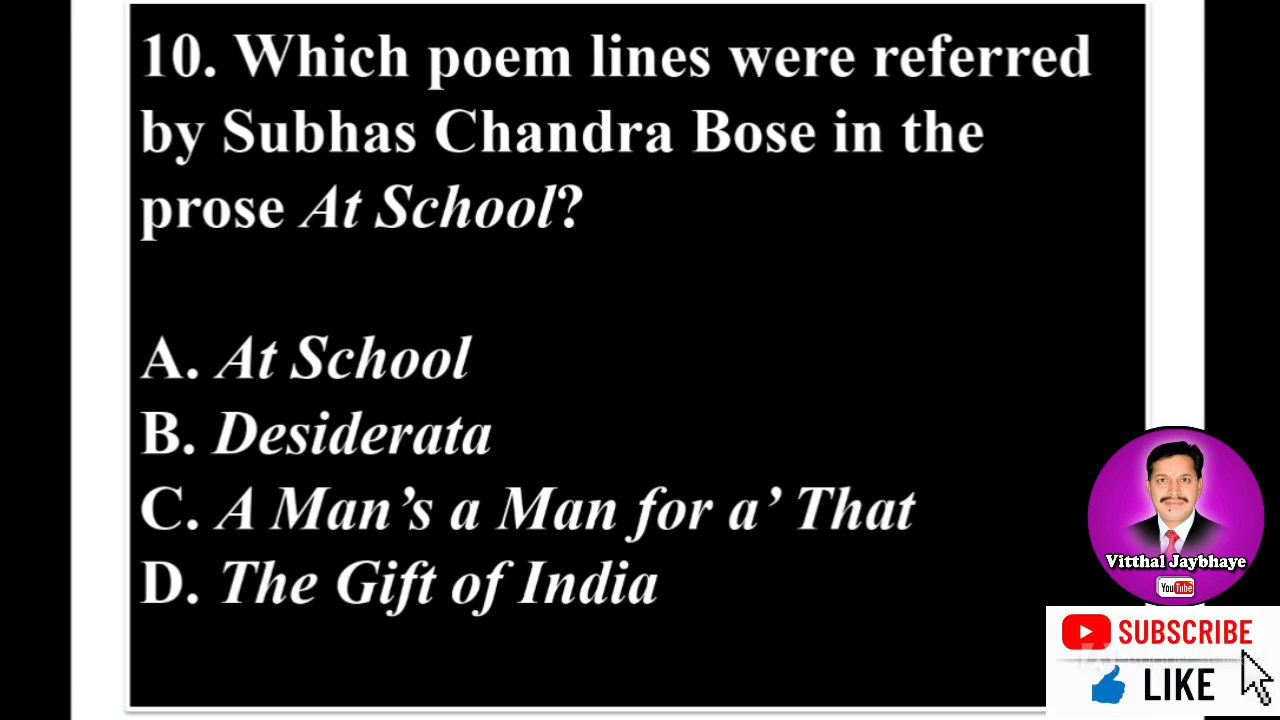 10. Which poem lines were referred
by Subhas Chandra Bose in the
prose At School?
A. At School
B. Desiderata
C. A Man’s a Man for a’ That
D. The Gift of India
Vitthal Jaybhaye
YouTube
SUBSCRIBE
LIKE